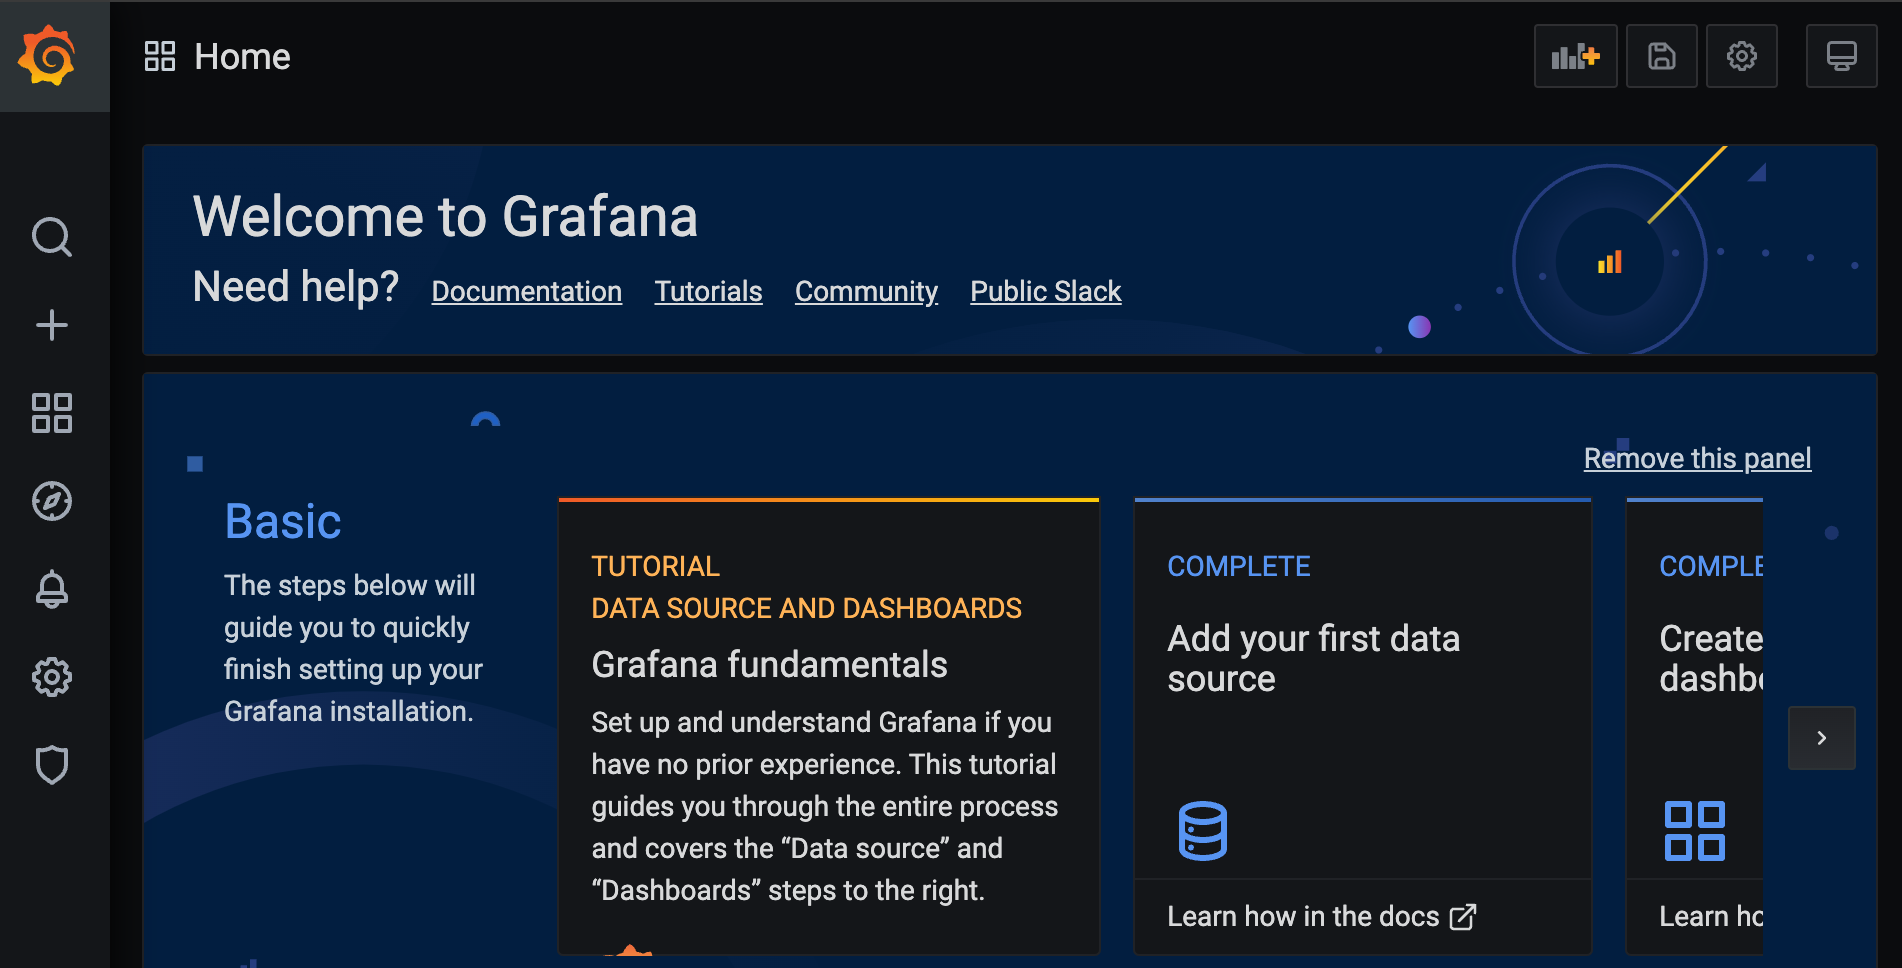 Home
Welcome to Grafana
Need help? Documentation Tutorials Community Public Slack
Remove this panel
Basic
The steps below will
guide you to quickly
finish setting up your
Grafana installation.
TUTORIAL
DATA SOURCE AND DASHBOARDS
Grafana fundamentals
Set up and understand Grafana if you
have no prior experience. This tutorial
guides you through the entire process
and covers the “Data source” and
“Dashboards” steps to the right.
COMPLETE
Add your first data
source
Learn how in the docs
COMPLE
Create
dashbo
Learn ho